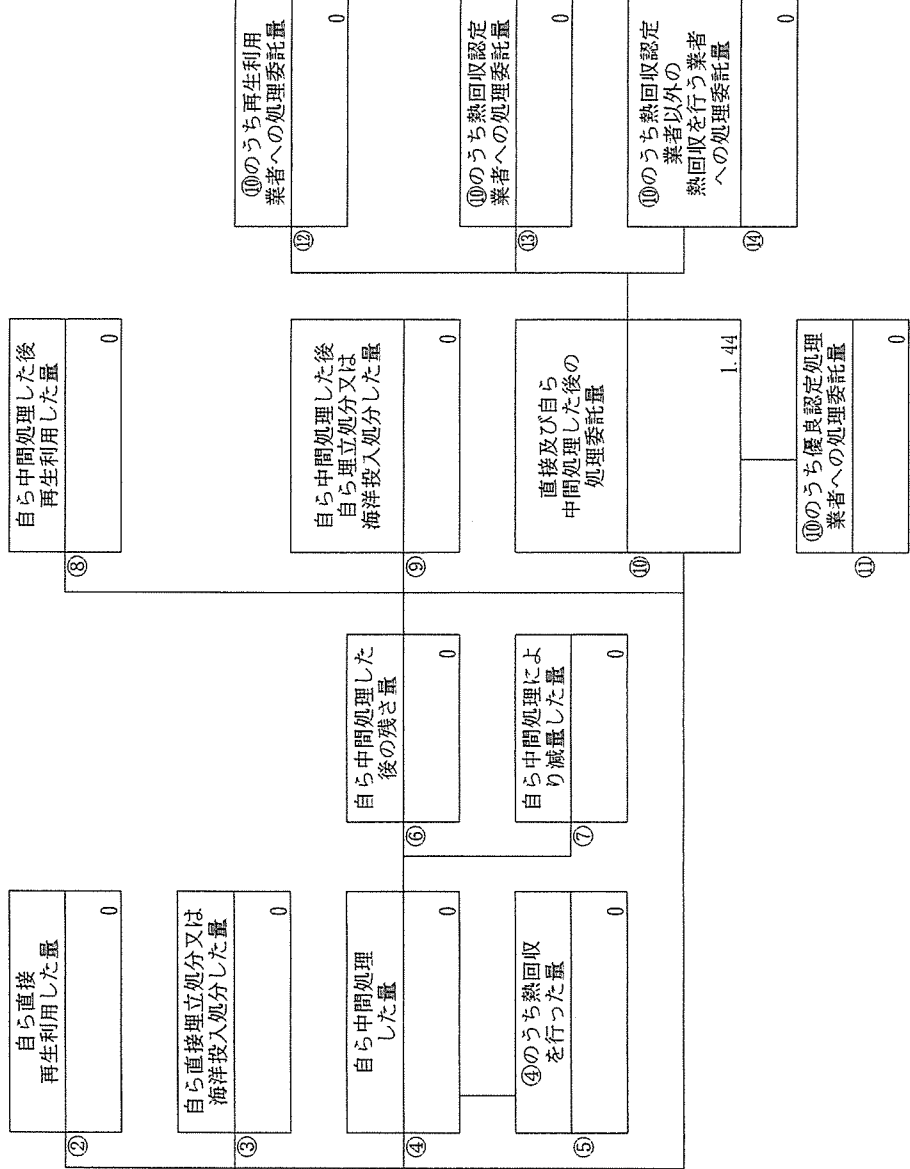 ②
自ら直接
再生利用した量
0
③
自ら直接埋立処分又は
海洋投入処分した量
0
④
自ら中間処理
した量
0
⑤
④のうち熱回収
を行った量
0
⑥
自ら中間処理した
後の残さ量
0
⑦
自ら中間処理によ
り減量した量
0
⑧
自ら中間処理した後
再生利用した量
0
⑨
自ら中間処理した後
自ら埋立処分又は
海洋投入処分した量
0
⑩
直接及び自ら
中間処理した後の
処理委託量
1.44
⑪
⑩のうち優良認定処理
業者への処理委託量
0
⑫
⑩のうち再生利用
業者への処理委託量
0
⑬
⑩のうち熱回収認定
業者への処理委託量
0
⑭
⑩のうち熱回収認定
業者以外の
熱回収を行う業者
への処理委託量
0